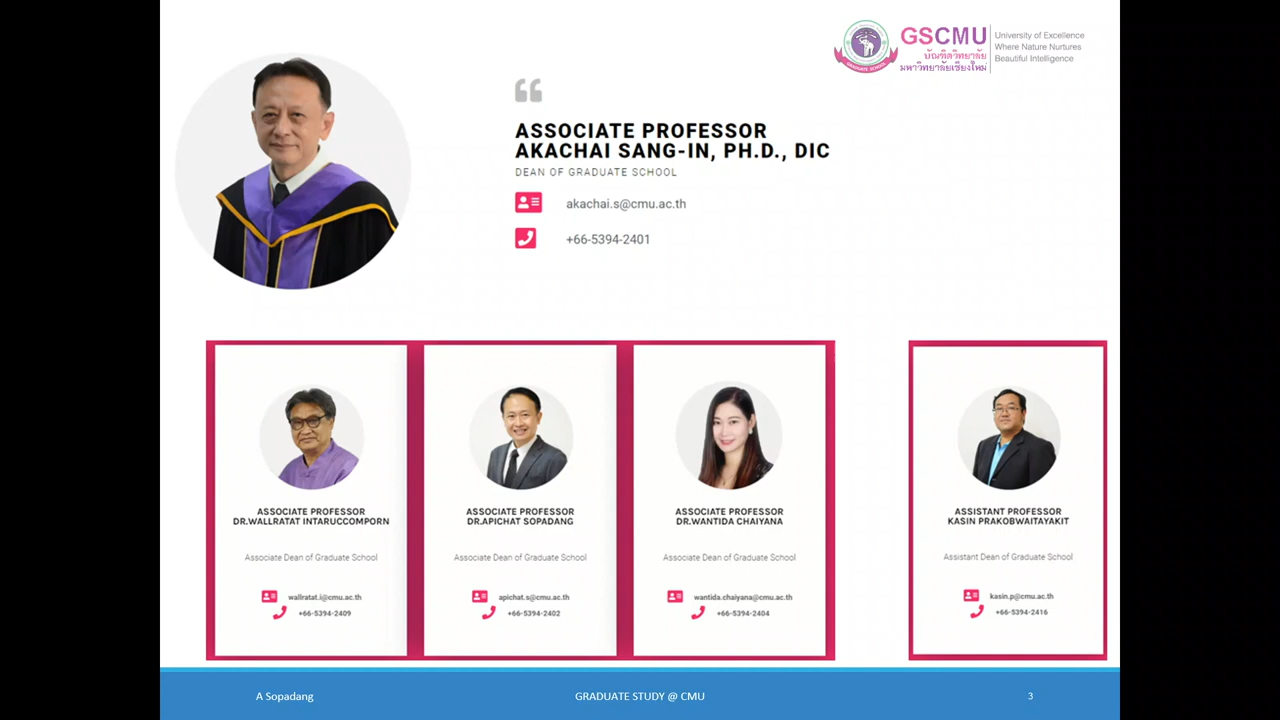 GSCMU
บัณฑิตวิทยาลัย
มหาวิทยาลัยเชียงใหม่
University of Excellence
Where Nature Nurtures
Beautiful Intelligence
GRADUATE SCHOOL
ASSOCIATE PROFESSOR
AKACHAI SANG-IN, PH.D., DIC
DEAN OF GRADUATE SCHOOL
akachai.s@cmu.ac.th
+66-5394-2401
ASSOCIATE PROFESSOR
DR.WALLRATAT INTARUCCOMPORN
Associate Dean of Graduate School
wallratat.i@cmu.ac.th
+66-5394-2409
ASSOCIATE PROFESSOR
DR.APICHAT SOPADANG
Associate Dean of Graduate School
apichat.s@cmu.ac.th
+66-5394-2402
ASSOCIATE PROFESSOR
DR.WANTIDA CHAIYANA
Associate Dean of Graduate School
wantida.chaiyana@cmu.ac.th
+66-5394-2404
ASSISTANT PROFESSOR
KASIN PRAKOBWAITAYAKIT
Assistant Dean of Graduate School
kasin.p@cmu.ac.th
+66-5394-2416
A Sopadang
GRADUATE STUDY @ CMU
3